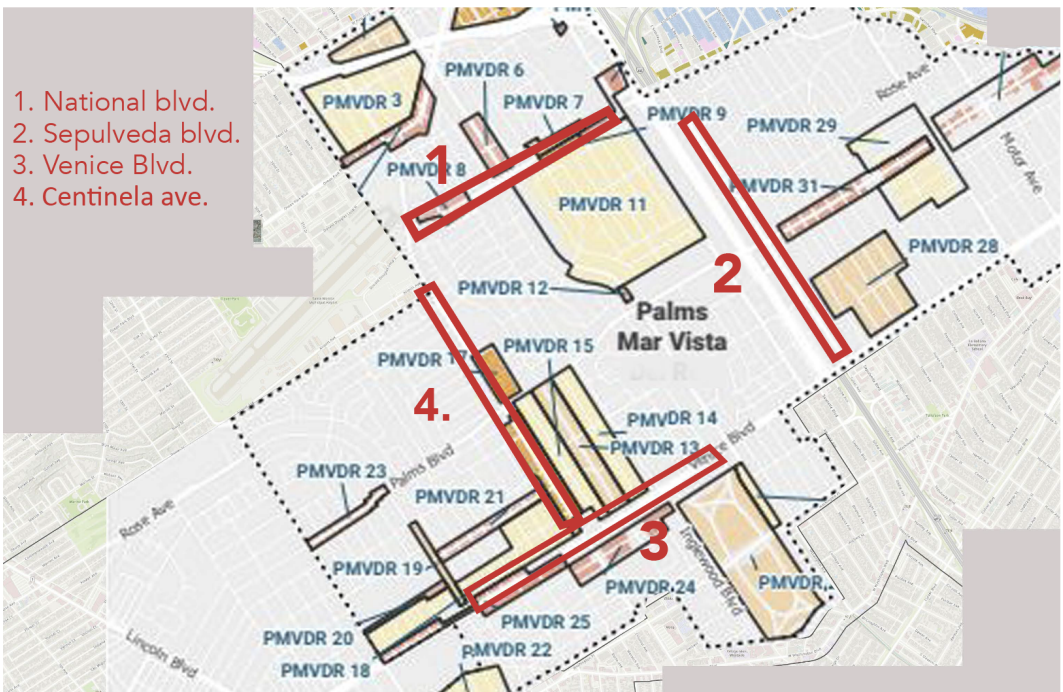 1. National blvd.
2. Sepulveda blvd.
3. Venice Blvd.
4. Centinela ave.
PMVDR 6
PMVDR 3
PMVDR 7
PMVDR 9
Rose Ave
PMVDR 29
Motor Ave
1
PMVDR 8
PMVDR 31
PMVDR 11
PMVDR 28
2
PMVDR 12
Palms
Mar Vista
PMVDR 17
PMVDR 15
4.
PMVDR 14
PMVDR 13
Venice Blvd
Palms Blvd
PMVDR 23
PMVDR 21
Rose Ave
3
Inglewood Blvd
PMVDR 19
PMVDR 24
PMVDR
PMVDR 25
PMVDR 20
PMVDR 22
PMVDR 18
Lincoln Blvd